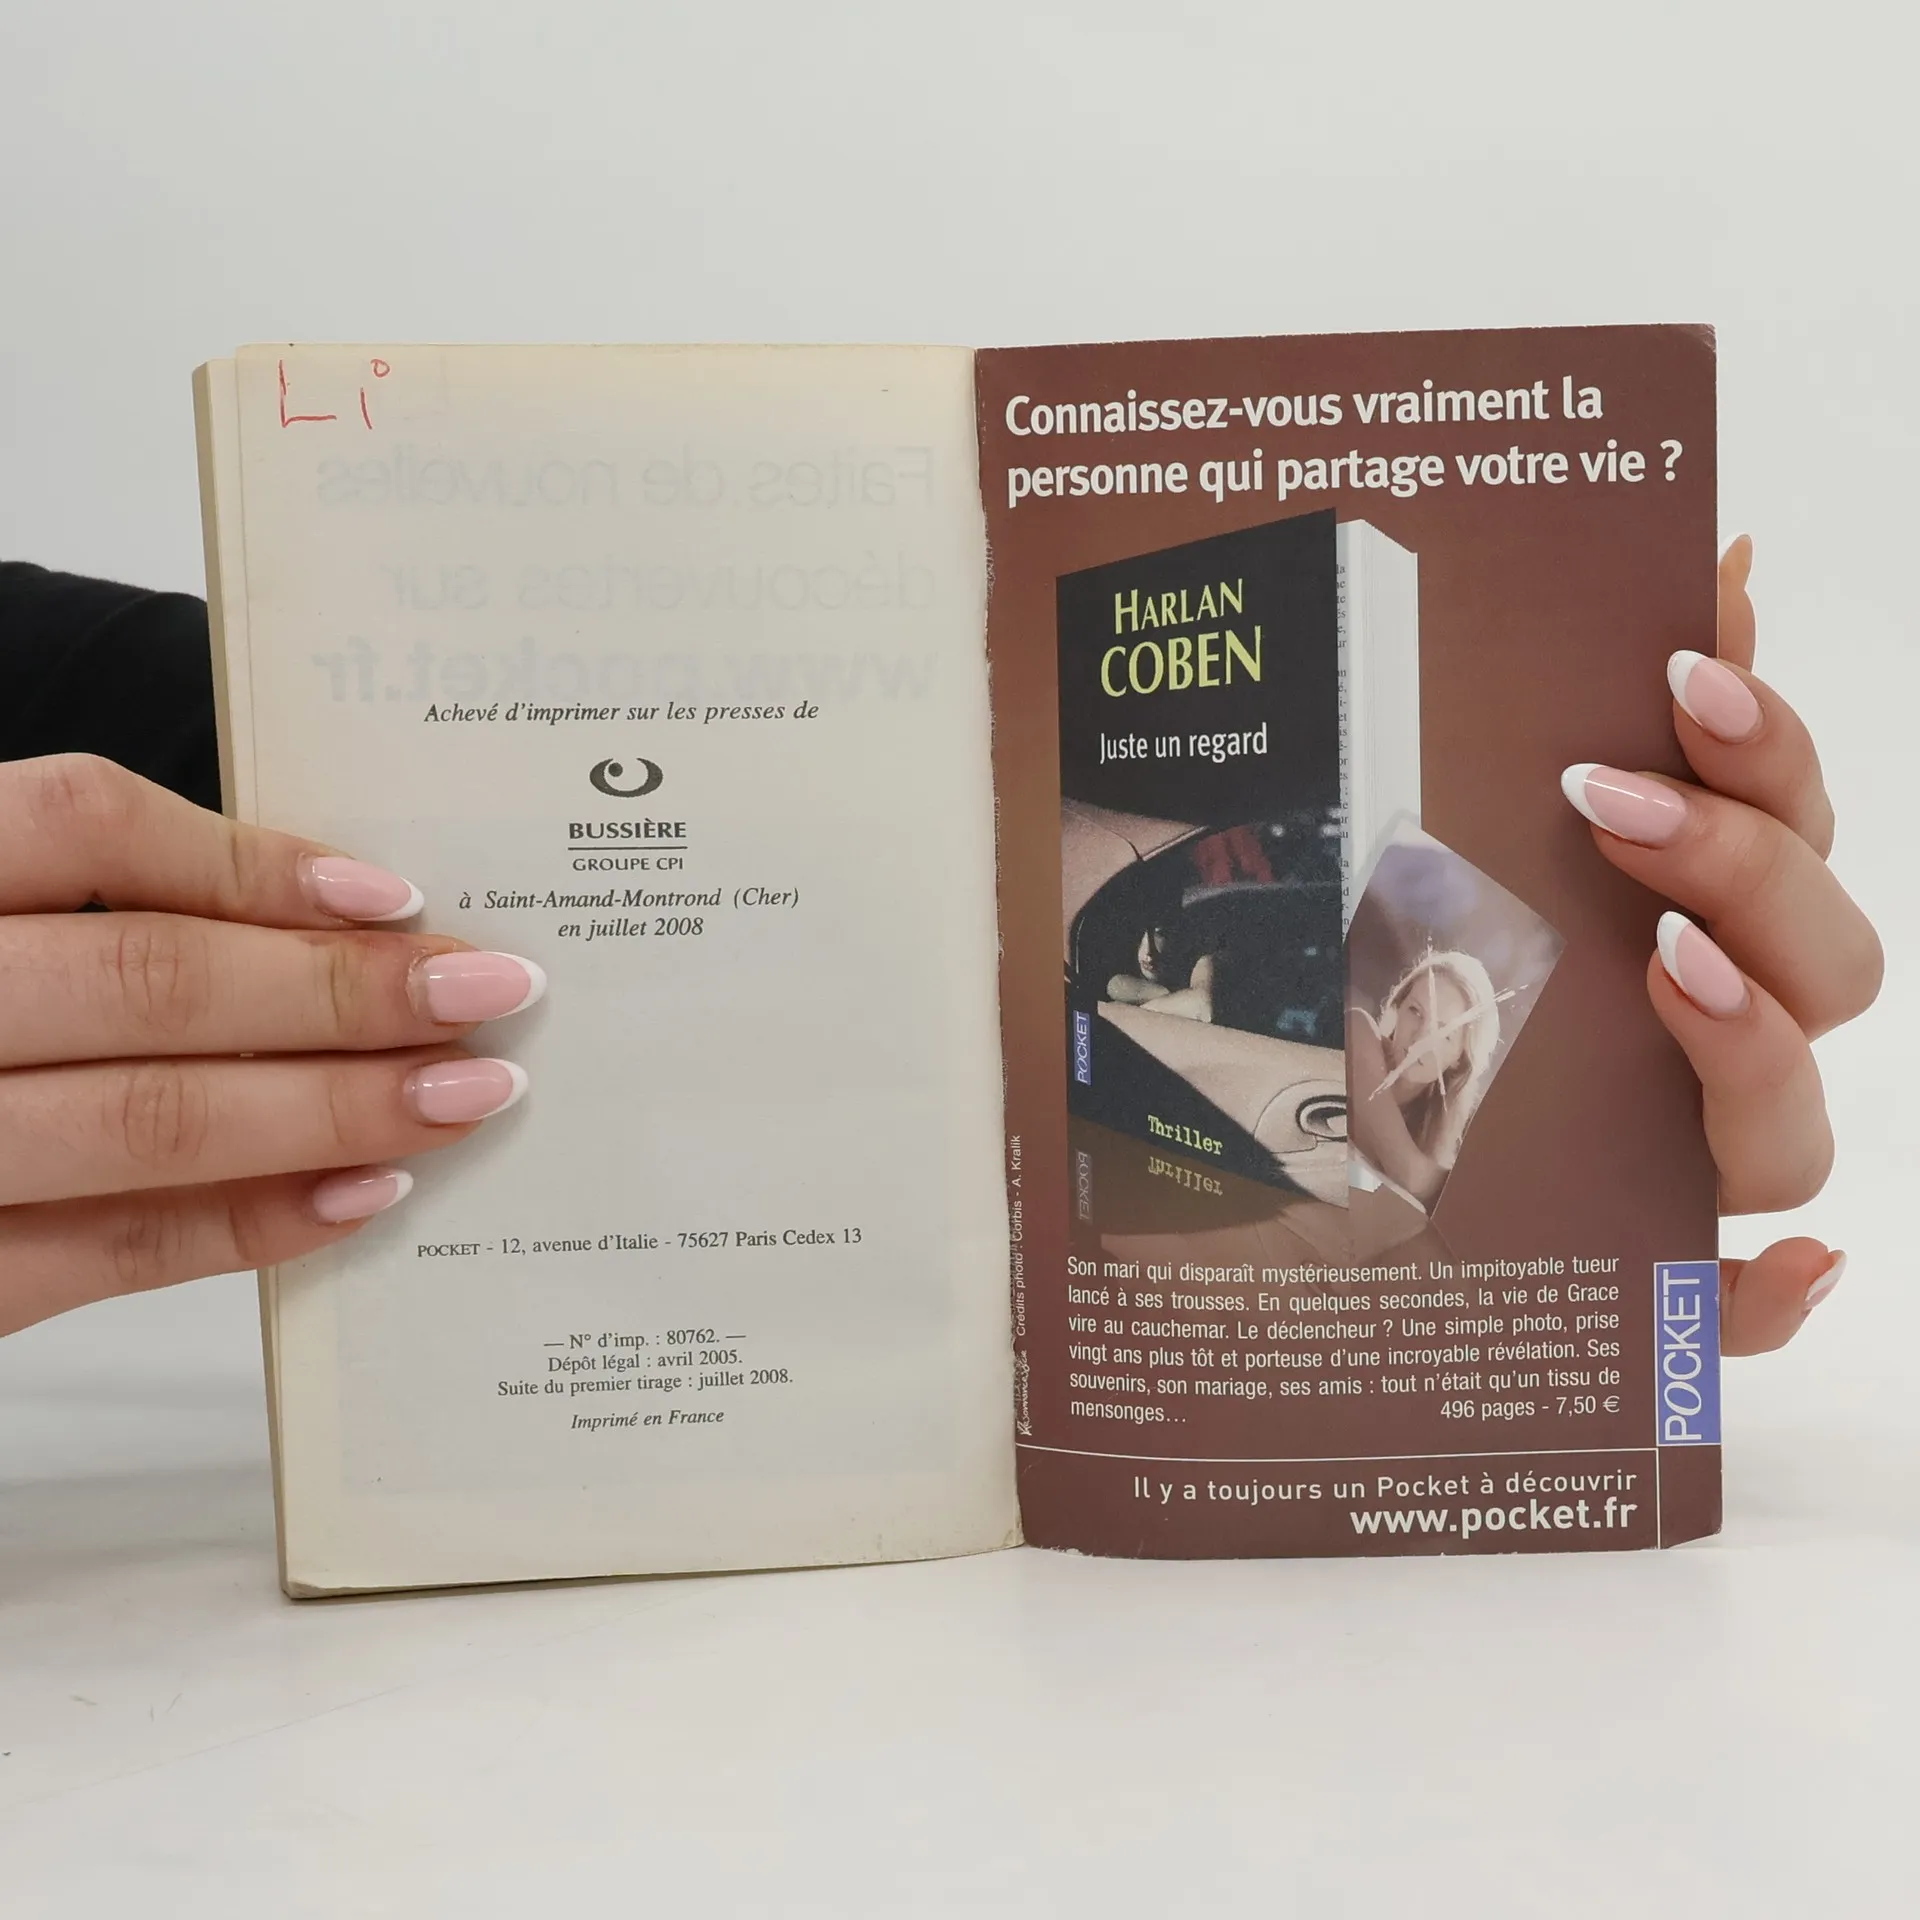 Li
Faites de nouvelles
découvertes sur
www.pocket.fr
Achevé d'imprimer sur les presses de
BUSSIÈRE
GROUPE CPI
à Saint-Amand-Montrond (Cher)
en juillet 2008
POCKET - 12, avenue d'Italie - 75627 Paris Cedex 13
— N° d'imp. : 80762. —
Dépôt légal : avril 2005.
Suite du premier tirage : juillet 2008.
Imprimé en France
Connaissez-vous vraiment la
personne qui partage votre vie ?
HARLAN
COBEN
Juste un regard
POCKET
Thriller
Crédits photo : Corbis - A. Kralik
Son mari qui disparaît mystérieusement. Un impitoyable tueur
lancé à ses trousses. En quelques secondes, la vie de Grace
vire au cauchemar. Le déclencheur ? Une simple photo, prise
vingt ans plus tôt et porteuse d'une incroyable révélation. Ses
souvenirs, son mariage, ses amis : tout n'était qu'un tissu de
mensonges... 496 pages - 7,50 €
POCKET
Il y a toujours un Pocket à découvrir
www.pocket.fr